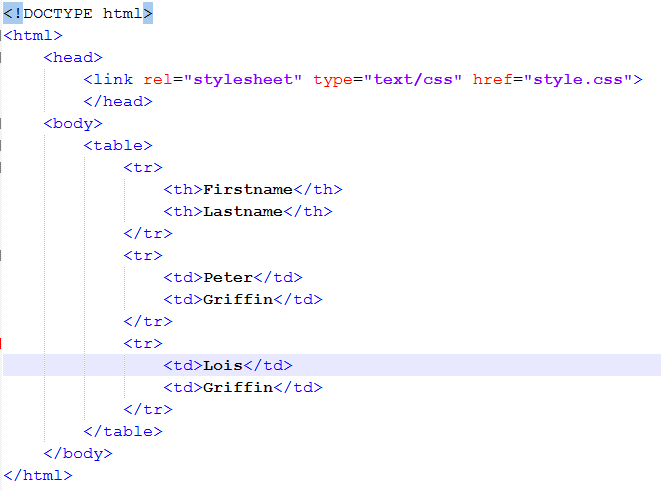 <!DOCTYPE html>
<html>
<head>
<link rel="stylesheet" type="text/css" href="style.css">
</head>
<body>
<table>
<tr>
<th>Firstname</th>
<th>Lastname</th>
</tr>
<tr>
<td>Peter</td>
<td>Griffin</td>
</tr>
<tr>
<td>Lois</td>
<td>Griffin</td>
</tr>
</table>
</body>
</html>